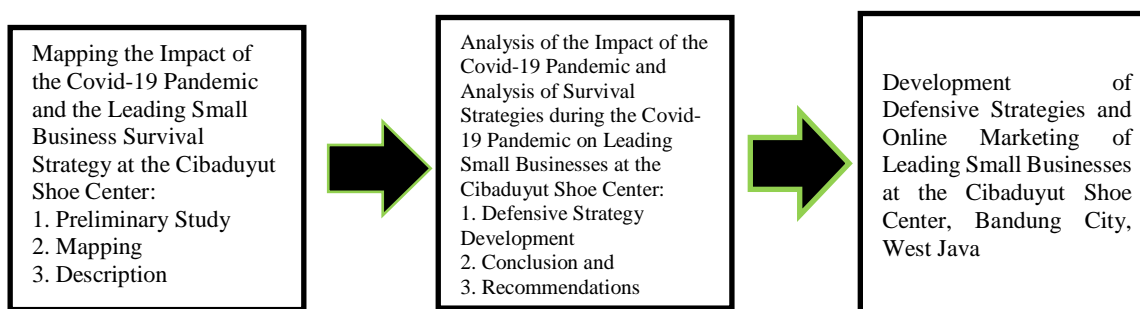 Mapping the Impact of
the Covid-19 Pandemic
and the Leading Small
Business Survival
Strategy at the Cibaduyut
Shoe Center:
1. Preliminary Study
2. Mapping
3. Description
Analysis of the Impact of the
Covid-19 Pandemic and
Analysis of Survival
Strategies during the Covid-
19 Pandemic on Leading
Small Businesses at the
Cibaduyut Shoe Center:
1. Defensive Strategy
Development
2. Conclusion and
3. Recommendations
Development of
Defensive Strategies and
Online Marketing of
Leading Small Businesses
at the Cibaduyut Shoe
Center, Bandung City,
West Java